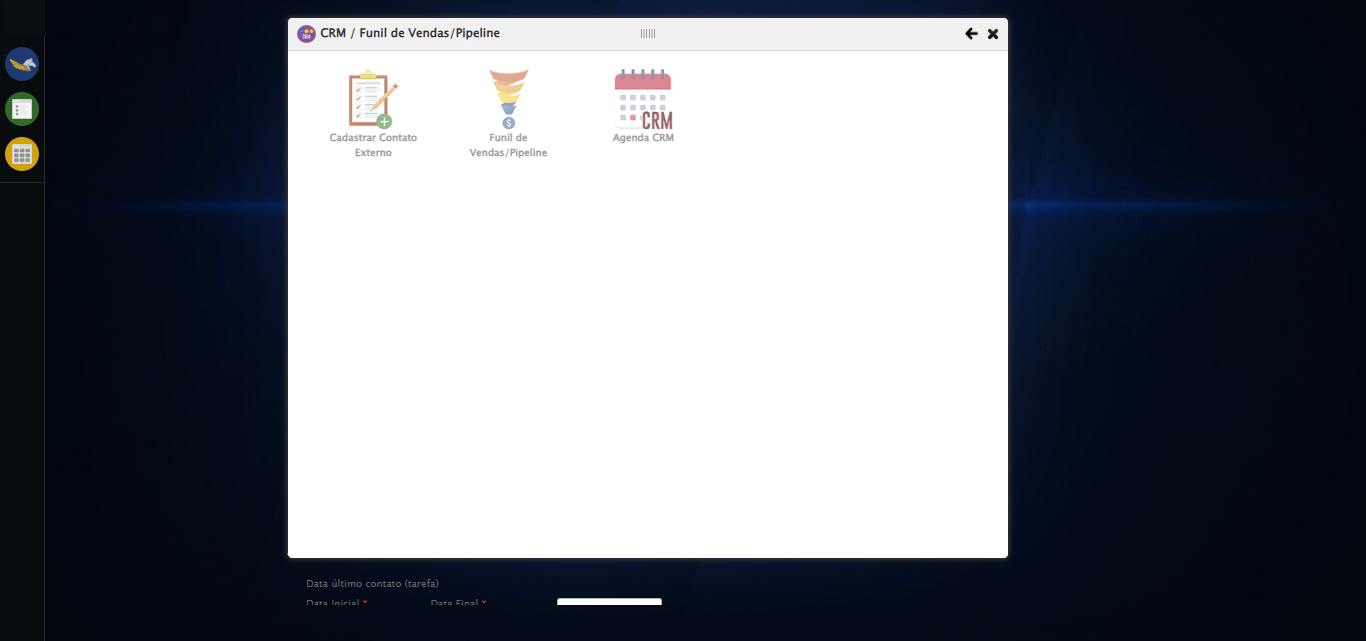 CRM / Funil de Vendas/Pipeline
Cadastrar Contato
Externo
Funil de
Vendas/Pipeline
$
CRM
Agenda CRM
Data último contato (tarefa)
Data Inicial *
Data Final *